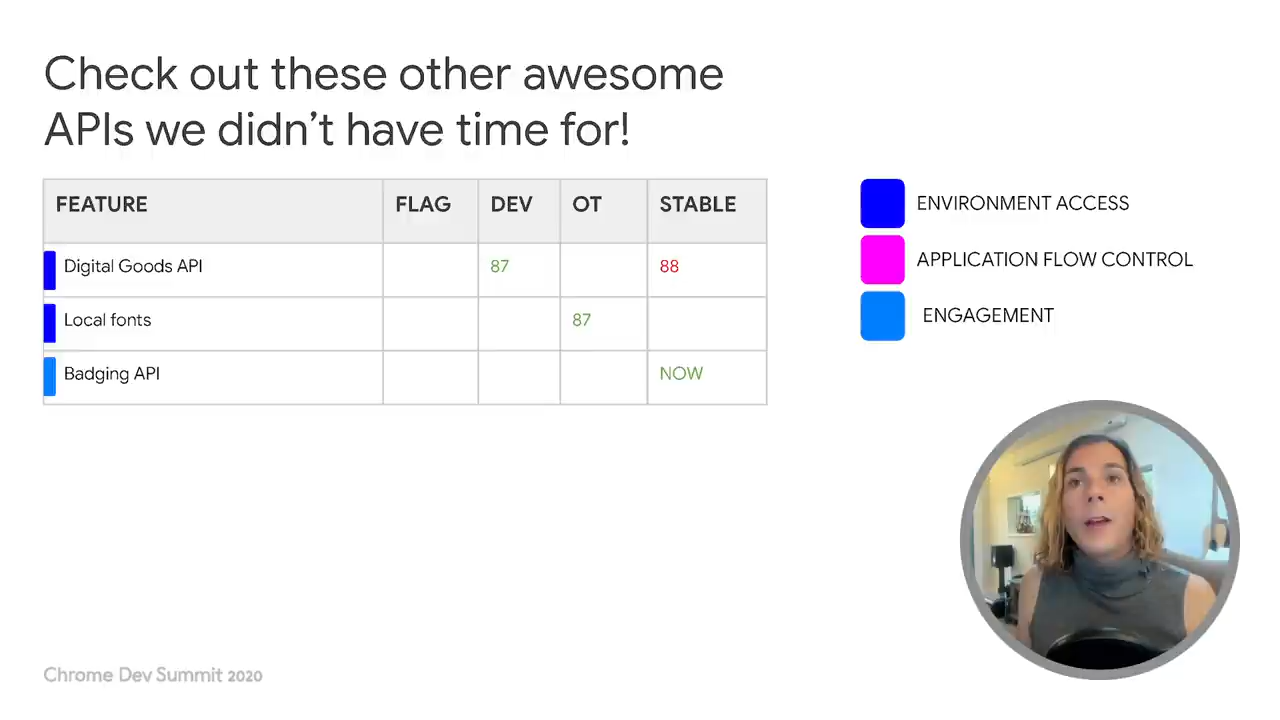 Check out these other awesome
APIs we didn’t have time for!
FEATURE FLAG DEV OT STABLE
Digital Goods API 87 88
Local fonts 87
Badging API NOW
ENVIRONMENT ACCESS
APPLICATION FLOW CONTROL
ENGAGEMENT
Chrome Dev Summit 2020